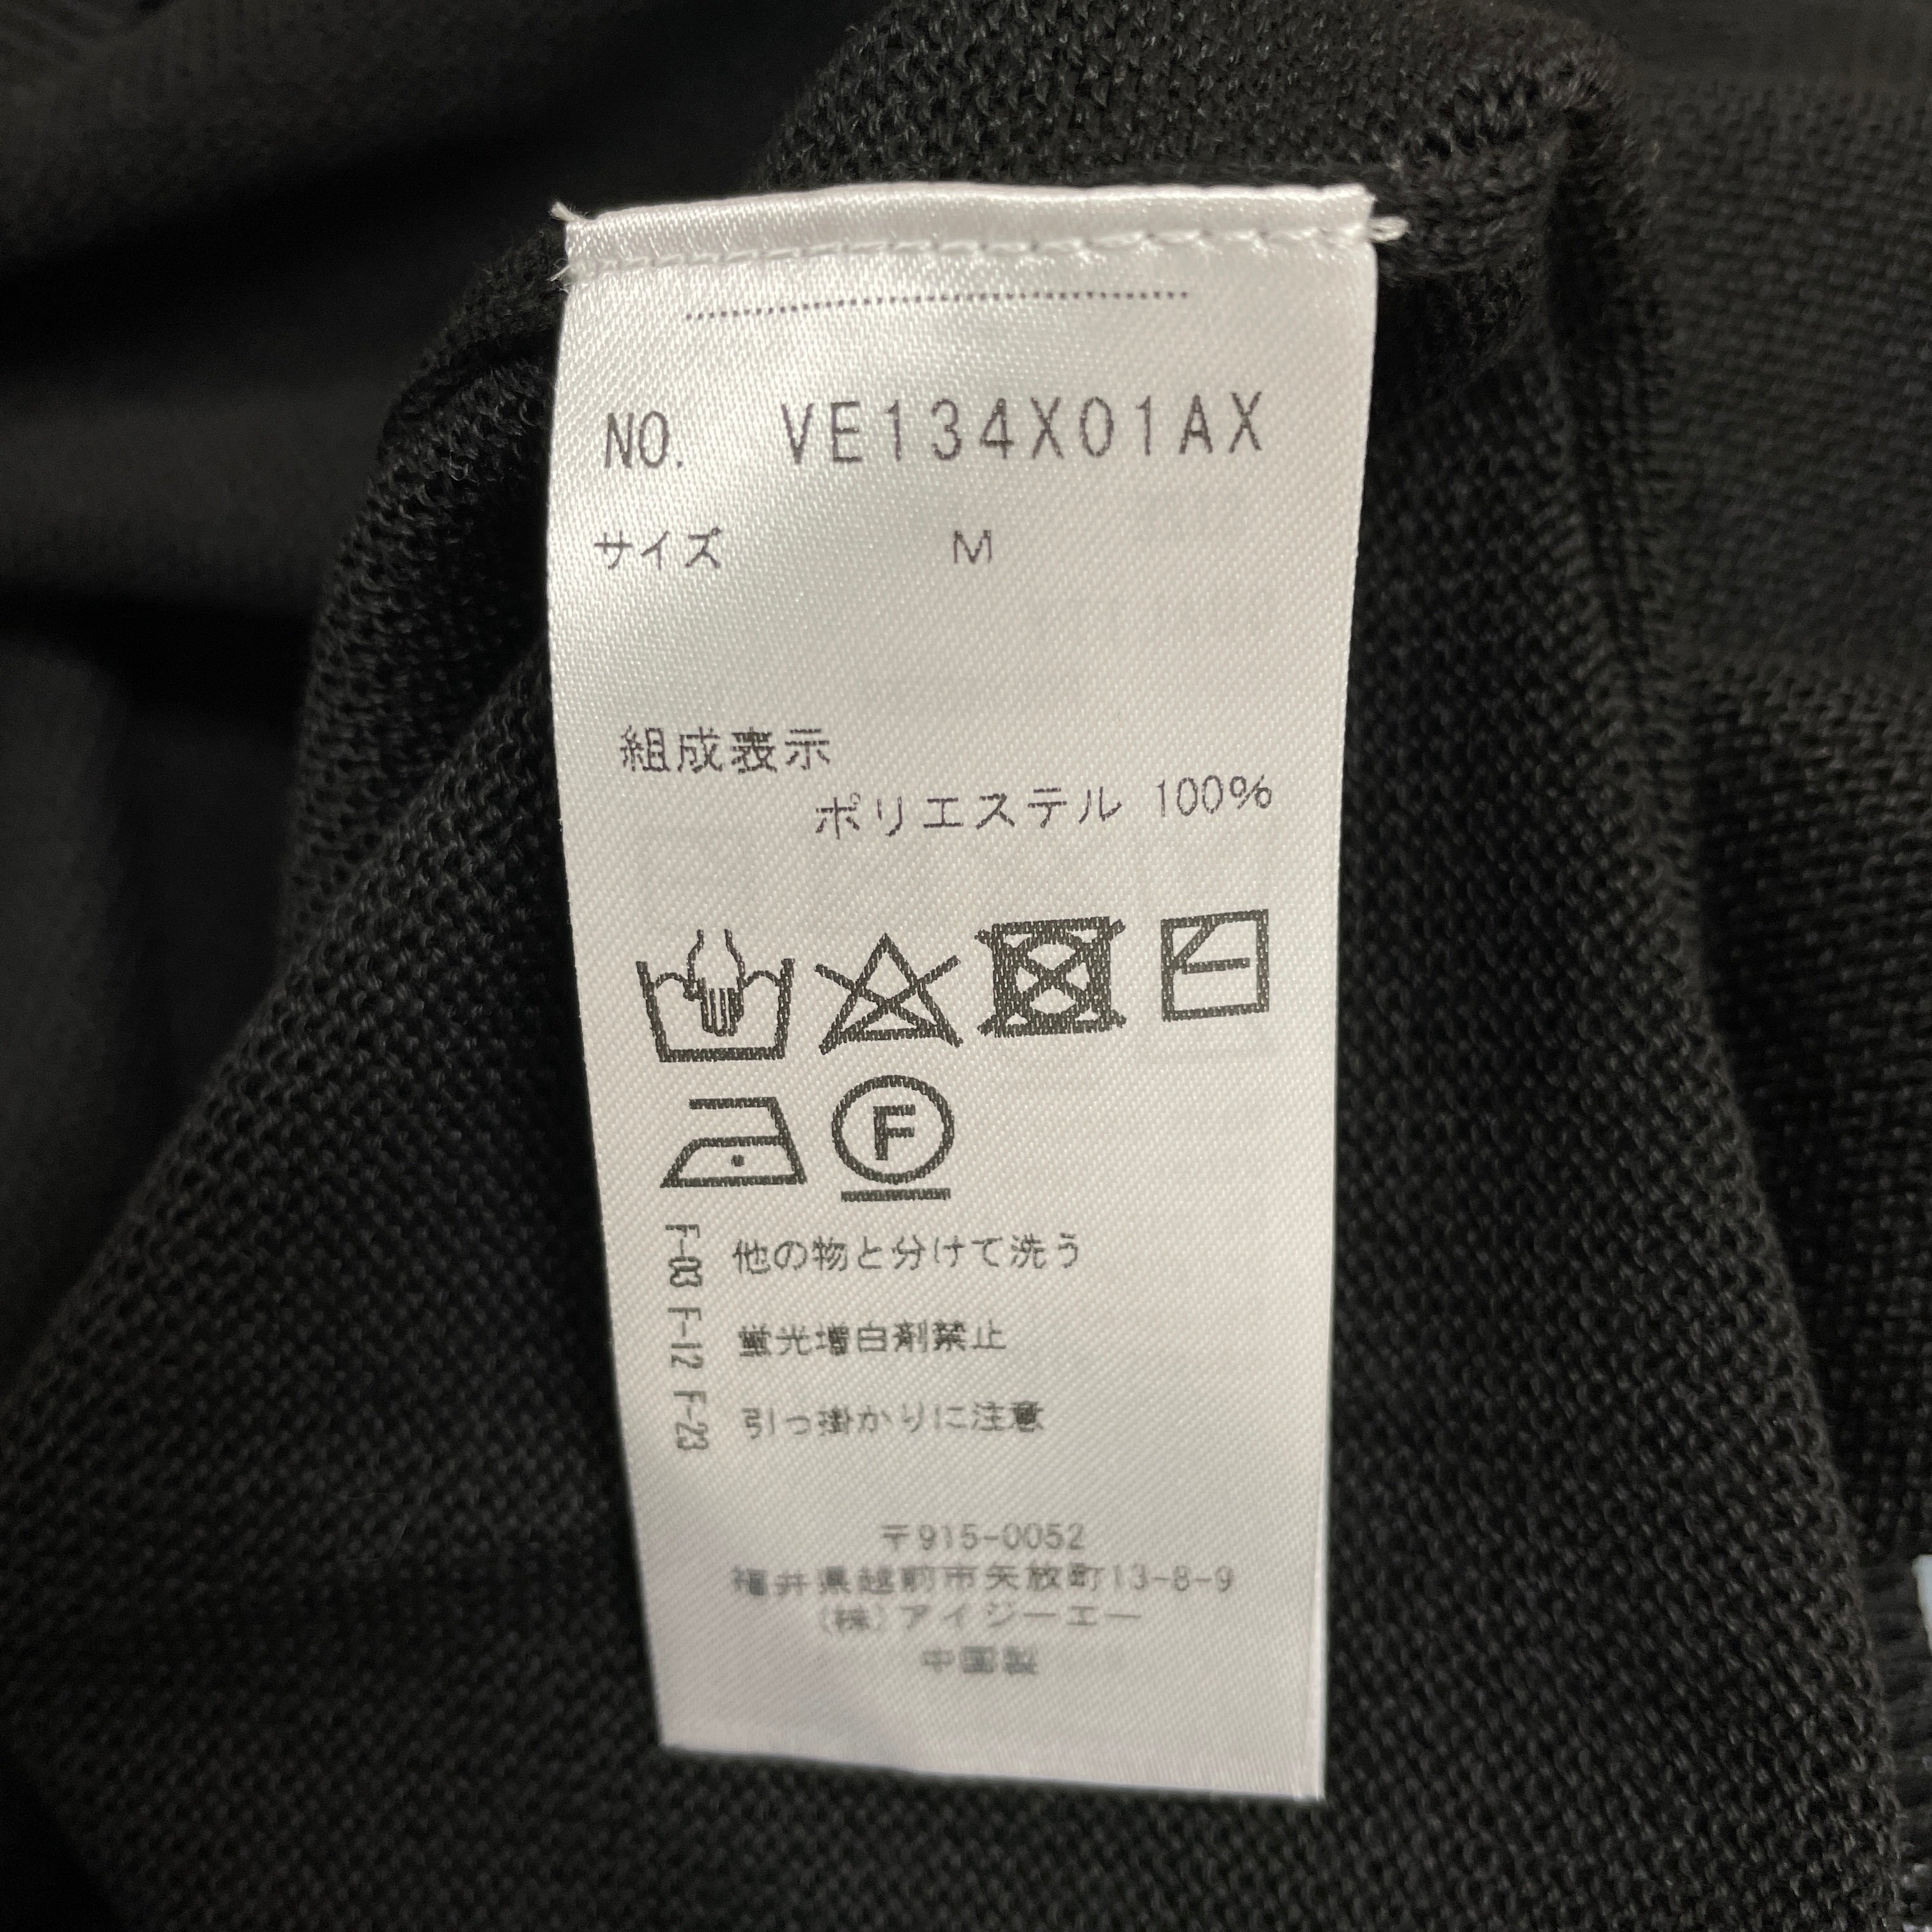 NO. VE134X01AX
サイズ M
組成表示
ポリエステル 100%
F
F-03 F-12 F-23
他の物と分けて洗う
蛍光増白剤禁止
引っ掛かりに注意
〒915-0052
福井県越前市矢放町13-8-9
(株)アイジーエー
中国製